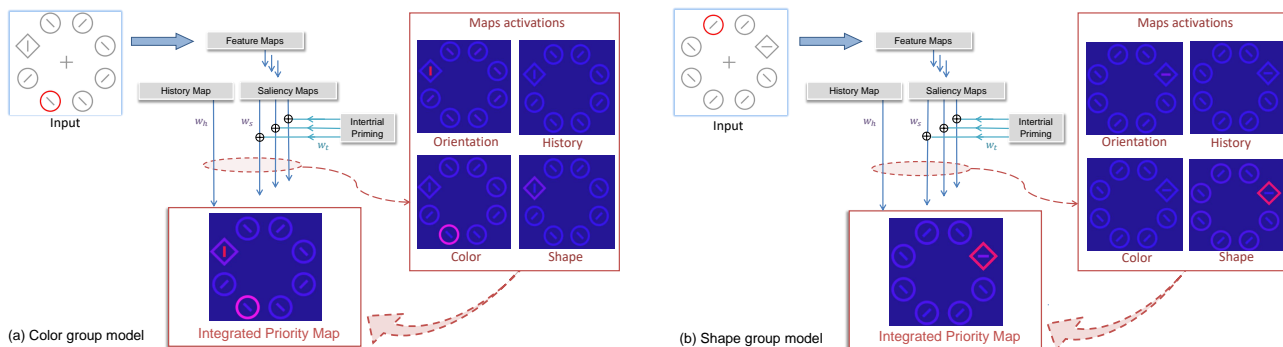 Maps activations
Feature Maps
History Map
Saliency Maps
Input
w_h
w_s
Intertrial
Priming
w_t
Orientation
History
Color
Shape
Integrated Priority Map
(a) Color group model
Maps activations
Feature Maps
History Map
Saliency Maps
Input
w_h
w_s
Intertrial
Priming
w_t
Orientation
History
Color
Shape
Integrated Priority Map
(b) Shape group model